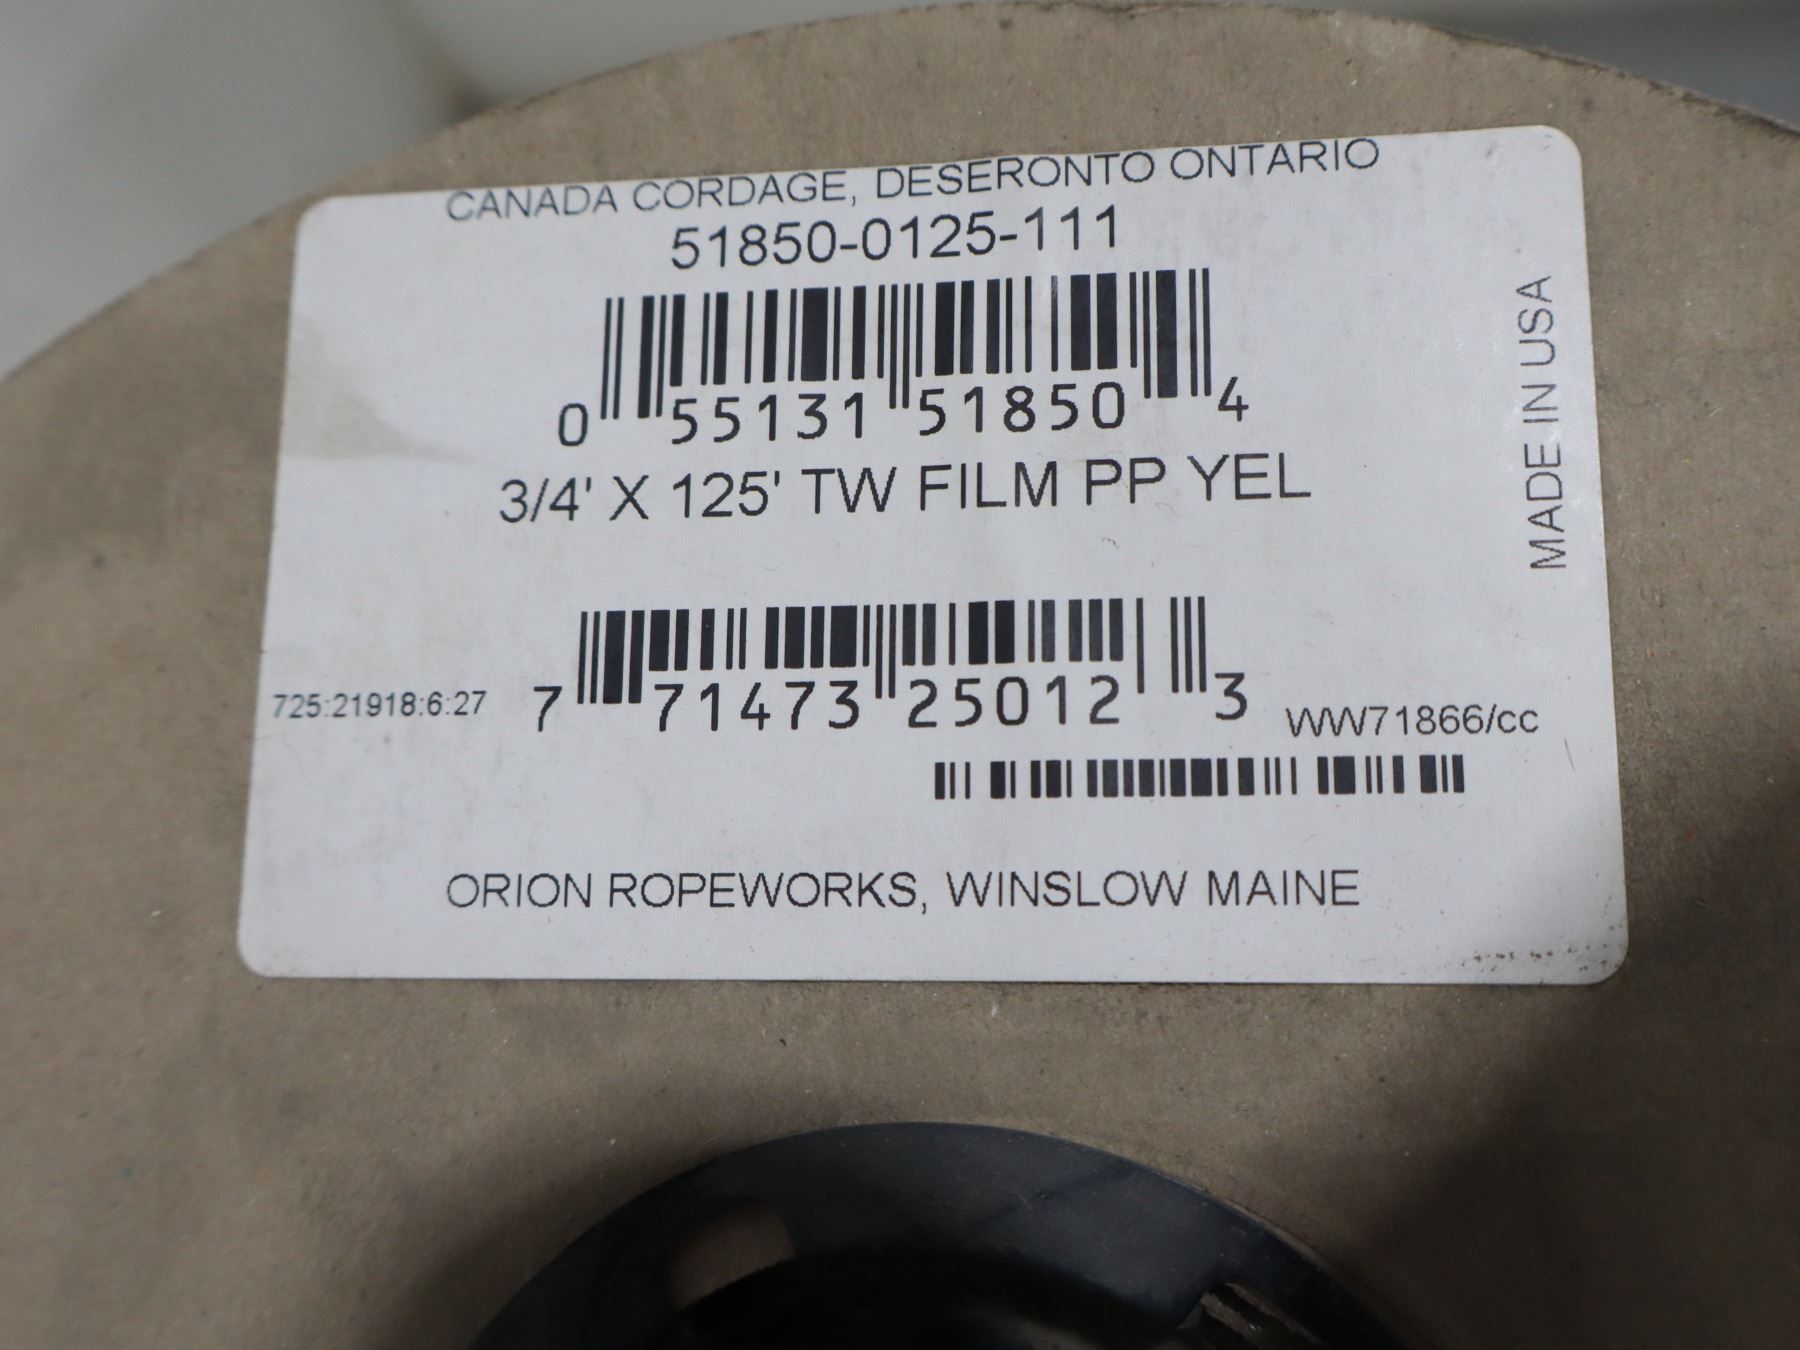 CANADA CORDAGE, DESERONTO ONTARIO
51850-0125-111
0 55131 51850 4
3/4' X 125' TW FILM PP YEL
MADE IN USA
725:21918:6:27
7 71473 25012 3
WW71866/cc
ORION ROPEWORKS, WINSLOW MAINE